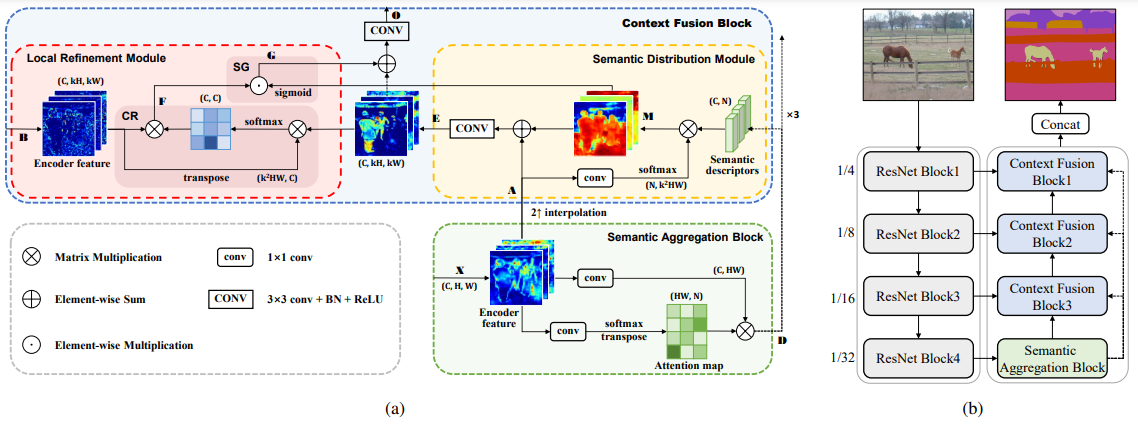 Context Fusion Block
O
CONV
G
Local Refinement Module
SG
sigmoid
(C, kH, kW)
F
(C, C)
CR
softmax
B
Encoder feature
transpose
(k²HW, C)
(C, kH, kW)
E
Semantic Distribution Module
CONV
M
(C, N)
Semantic
descriptors
A
conv
softmax
(N, k²HW)
×3
2↑ interpolation
Semantic Aggregation Block
X
(C, H, W)
Encoder
feature
conv
(C, HW)
(HW, N)
conv
softmax
transpose
Attention map
D
Matrix Multiplication
conv
1×1 conv
Element-wise Sum
CONV
3×3 conv + BN + ReLU
Element-wise Multiplication
(a)
Concat
1/4
ResNet Block1
Context Fusion
Block1
1/8
ResNet Block2
Context Fusion
Block2
1/16
ResNet Block3
Context Fusion
Block3
1/32
ResNet Block4
Semantic
Aggregation Block
(b)